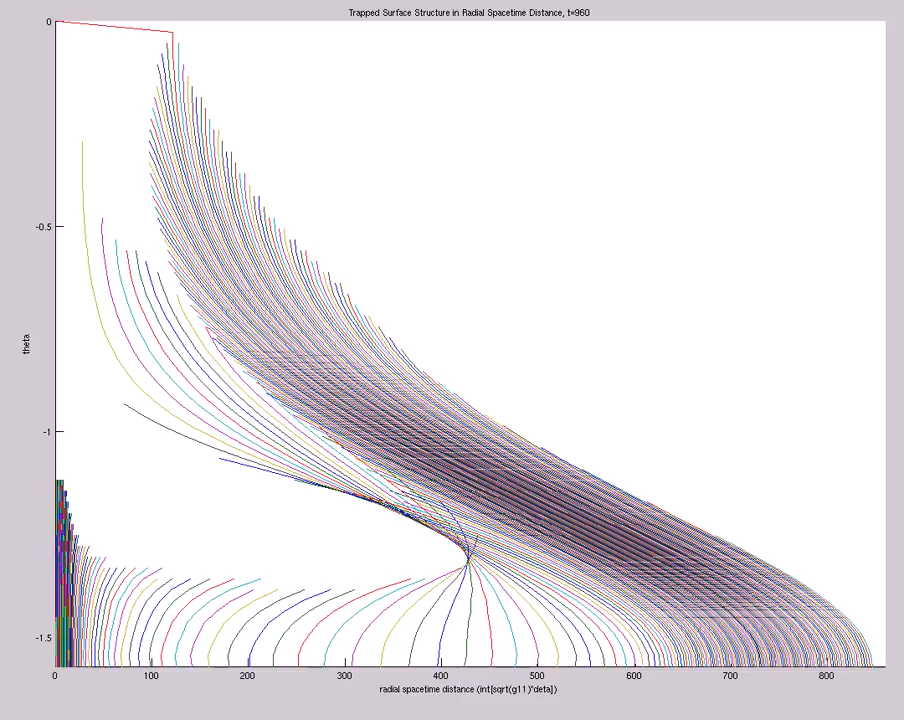 Trapped Surface Structure in Radial Spacetime Distance, t=960
0
-0.5
theta
-1
-1.5
0 100 200 300 400 500 600 700 800
radial spacetime distance (int[sqrt(g11)*deta])